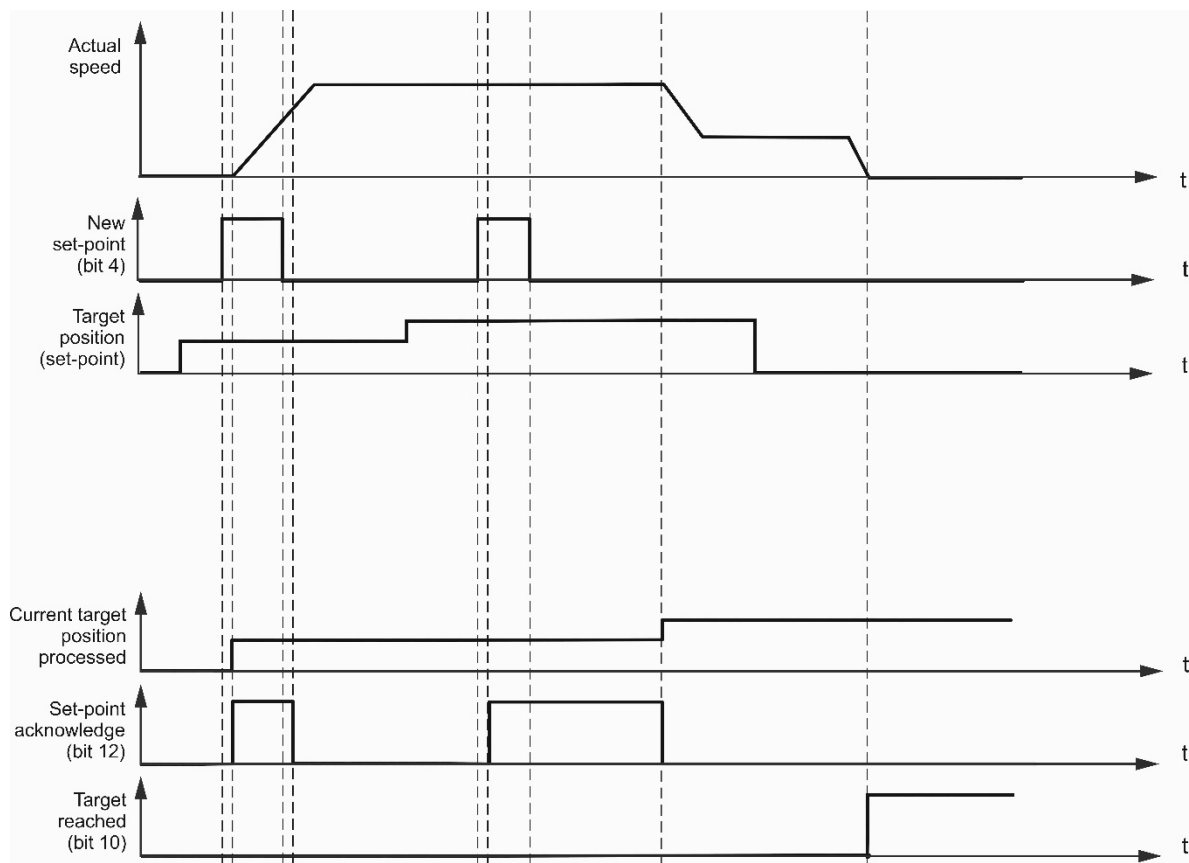 Actual
speed
t
New
set-point
(bit 4)
t
Target
position
(set-point)
t
Current target
position
processed
t
Set-point
acknowledge
(bit 12)
t
Target
reached
(bit 10)
t